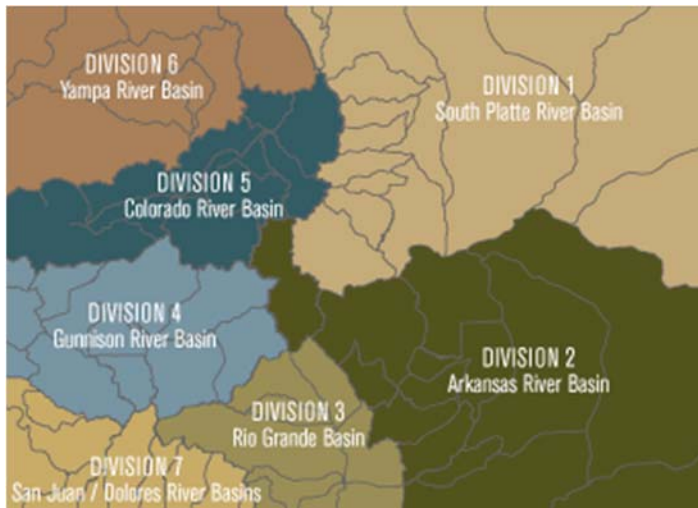 DIVISION 6
Yampa River Basin
DIVISION 1
South Platte River Basin
DIVISION 5
Colorado River Basin
DIVISION 4
Gunnison River Basin
DIVISION 2
Arkansas River Basin
DIVISION 3
Rio Grande Basin
DIVISION 7
San Juan / Dolores River Basins